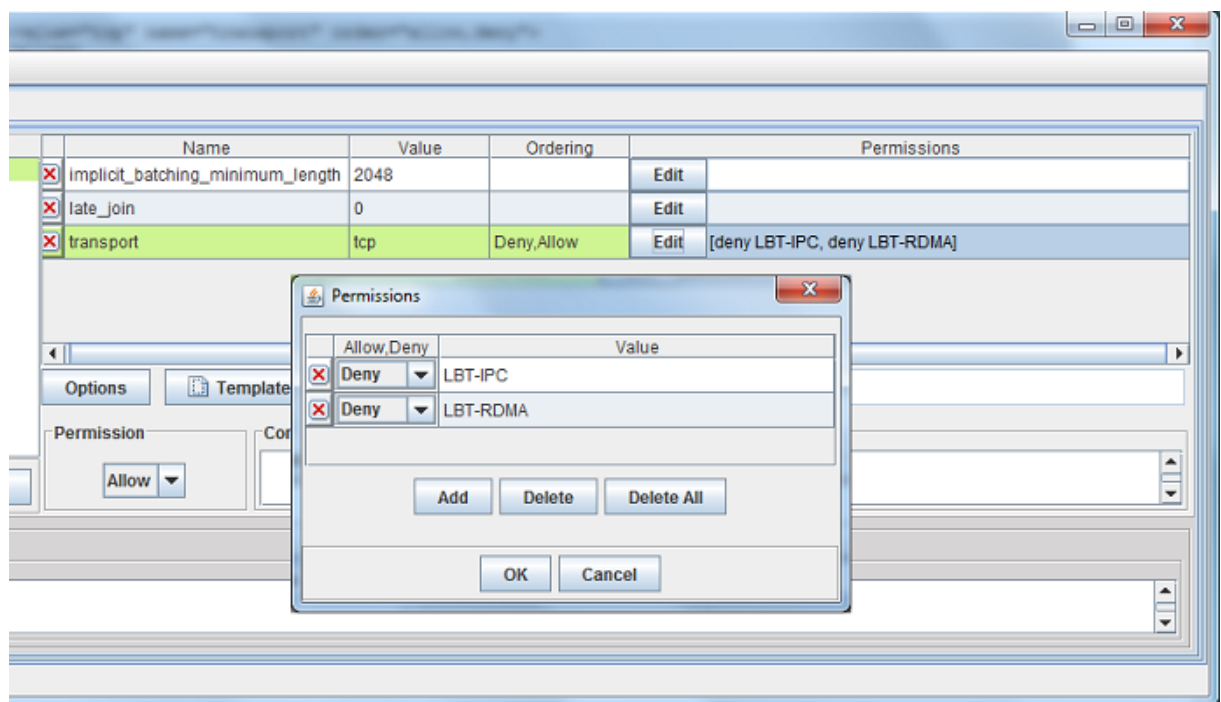 Name Value Ordering Permissions
implicit_batching_minimum_length 2048 Edit
late_join 0 Edit
transport tcp Deny,Allow Edit [deny LBT-IPC, deny LBT-RDMA]
Permissions
Allow,Deny Value
Deny LBT-IPC
Deny LBT-RDMA
Options Template
Permission Cor
Allow
Add Delete Delete All
OK Cancel